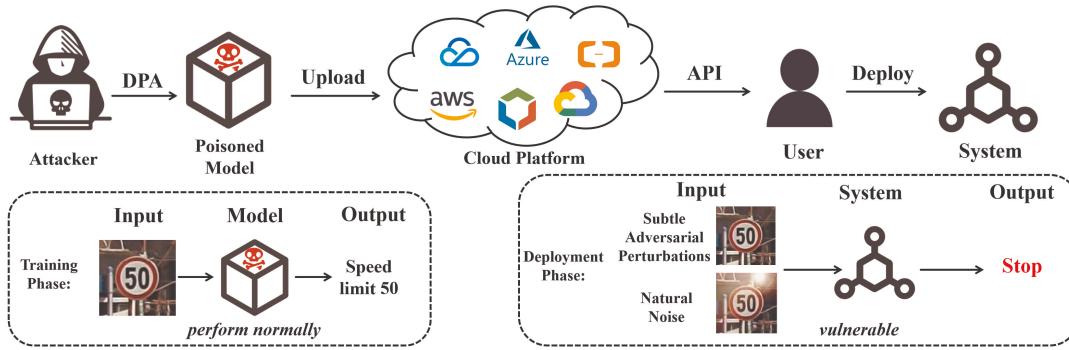 DPA
Upload
Azure
aws
API
Deploy
Attacker
Poisoned
Model
Cloud Platform
User
System
Input
Model
Output
Training
Phase:
50
Speed
limit 50
perform normally
Input
System
Output
Subtle
Adversarial
Perturbations
50
Deployment
Phase:
Stop
Natural
Noise
50
vulnerable